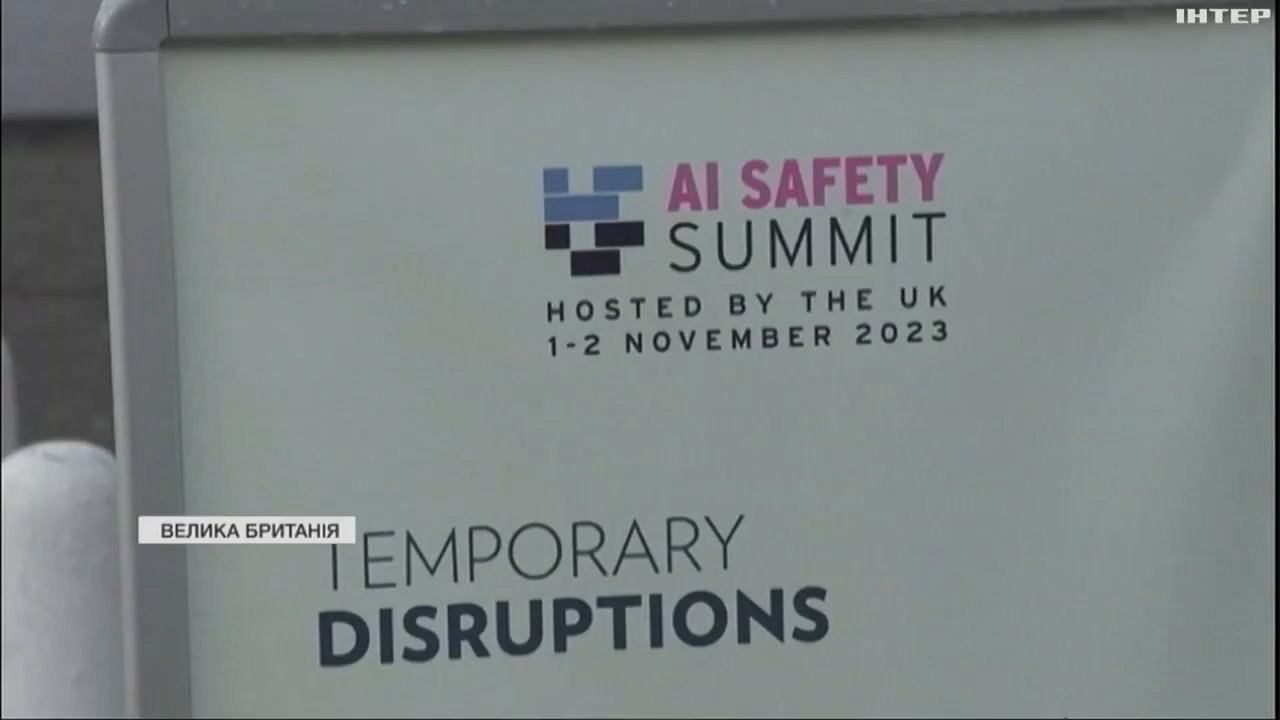 ІНТЕР
AI SAFETY
SUMMIT
HOSTED BY THE UK
1-2 NOVEMBER 2023
ВЕЛИКА БРИТАНІЯ
TEMPORARY
DISRUPTIONS